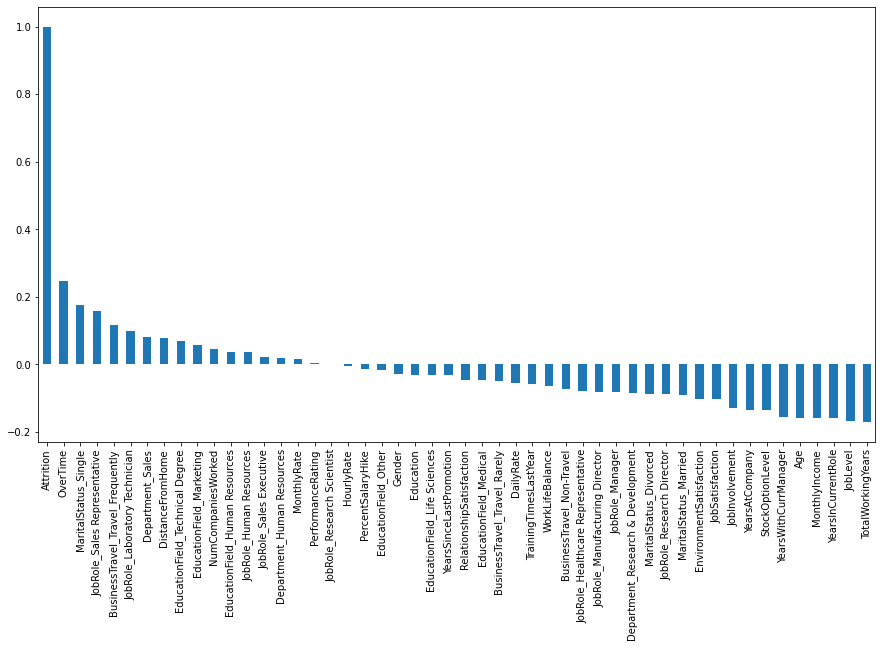 1.0
0.8
0.6
0.4
0.2
0.0
−0.2
Attrition
OverTime
MaritalStatus_Single
JobRole_Sales Representative
BusinessTravel_Travel_Frequently
JobRole_Laboratory Technician
Department_Sales
DistanceFromHome
EducationField_Technical Degree
EducationField_Marketing
NumCompaniesWorked
EducationField_Human Resources
JobRole_Human Resources
JobRole_Sales Executive
Department_Human Resources
MonthlyRate
PerformanceRating
JobRole_Research Scientist
HourlyRate
PercentSalaryHike
EducationField_Other
Gender
Education
EducationField_Life Sciences
YearsSinceLastPromotion
RelationshipSatisfaction
EducationField_Medical
BusinessTravel_Travel_Rarely
DailyRate
TrainingTimesLastYear
WorkLifeBalance
BusinessTravel_Non-Travel
JobRole_Healthcare Representative
JobRole_Manufacturing Director
JobRole_Manager
Department_Research & Development
MaritalStatus_Divorced
JobRole_Research Director
MaritalStatus_Married
EnvironmentSatisfaction
JobSatisfaction
JobInvolvement
YearsAtCompany
StockOptionLevel
YearsWithCurrManager
Age
MonthlyIncome
YearsInCurrentRole
JobLevel
TotalWorkingYears